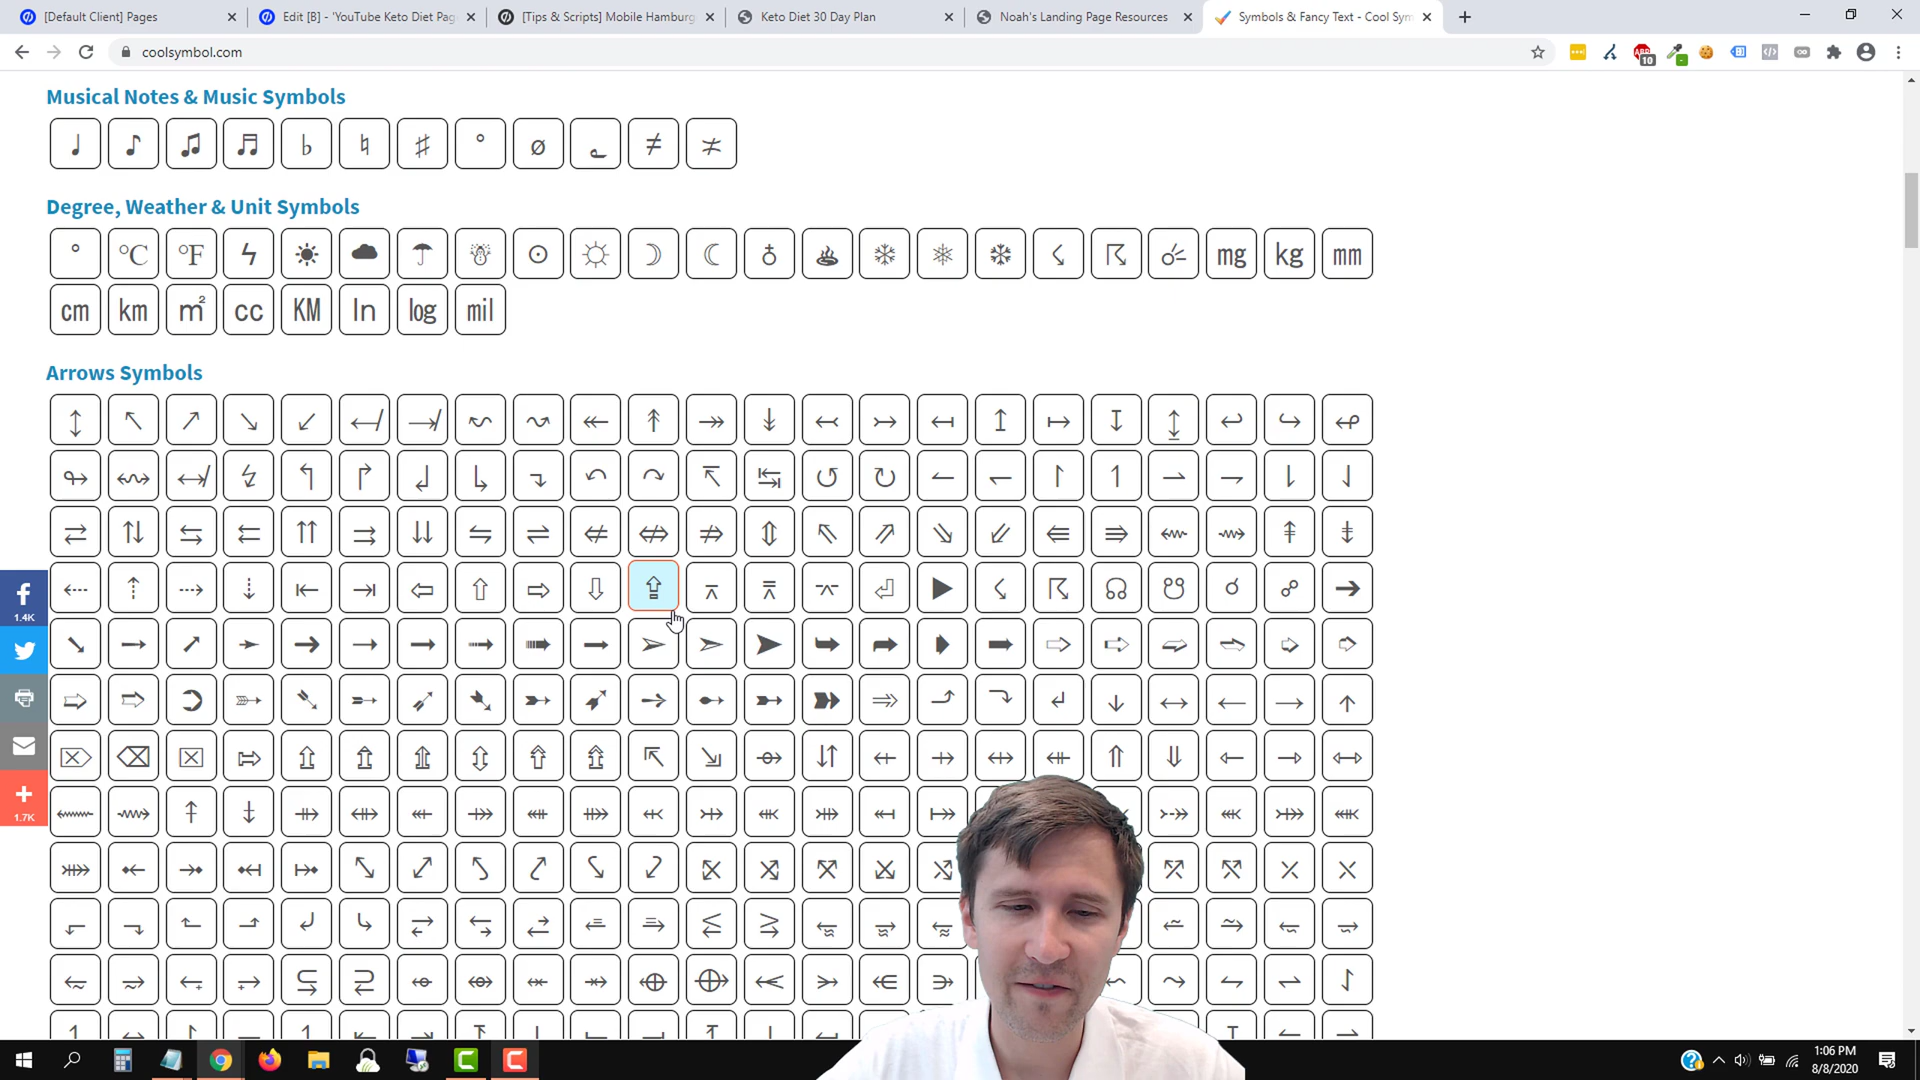 [Default Client] Pages
Edit [B] - 'YouTube Keto Diet Pag
[Tips & Scripts] Mobile Hamburg
Keto Diet 30 Day Plan
Noah's Landing Page Resources
Symbols & Fancy Text - Cool Sym
coolsymbol.com
10
Musical Notes & Music Symbols
♩ ♪ ♫ ♬ ♭ ♮ ♯ ° ø ≠ ≭
Degree, Weather & Unit Symbols
° ℃ ℉ ϟ ☀ ☁ ☂ ☃ ⊙ ☼ ☽ ☾ ♁ ♨ ❄ ❅ ❆ ☇ ☈ ☄ ㎎ ㎏ ㎜
㎝ ㎞ ㎡ ㏄ ㏎ ㏑ ㏒ ㏕
Arrows Symbols
1.4K
1.7K
1:06 PM
8/8/2020